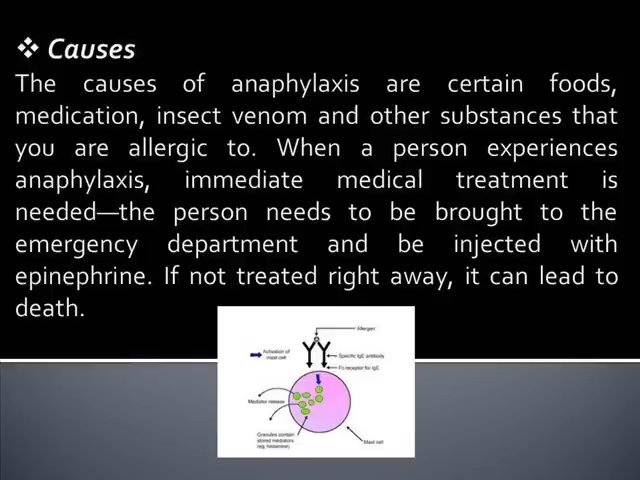 ❖ Causes
The causes of anaphylaxis are certain foods,
medication, insect venom and other substances that
you are allergic to. When a person experiences
anaphylaxis, immediate medical treatment is
needed—the person needs to be brought to the
emergency department and be injected with
epinephrine. If not treated right away, it can lead to
death.
Allergen
Activation of
mast cell
Specific IgE antibody
Fc receptor for IgE
Mediator release
Granules contain
stored mediators
(eg. histamine)
Mast cell